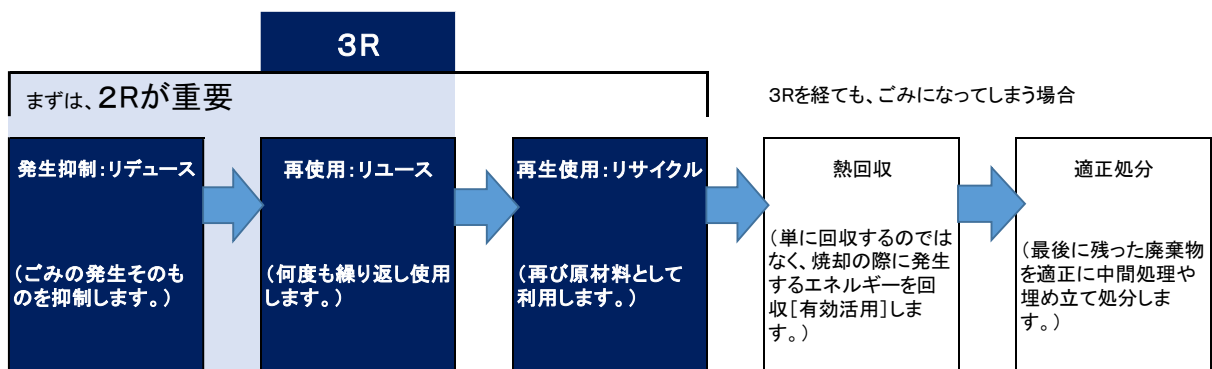 3R
まずは、2Rが重要
3Rを経ても、ごみになってしまう場合
発生抑制：リデュース
（ごみの発生そのも
のを抑制します。）
再使用：リユース
（何度も繰り返し使用
します。）
再生使用：リサイクル
（再び原材料として
利用します。）
熱回収
（単に回収するのでは
なく、焼却の際に発生
するエネルギーを回
収［有効活用］しま
す。）
適正処分
（最後に残った廃棄物
を適正に中間処理や
埋め立て処分しま
す。）